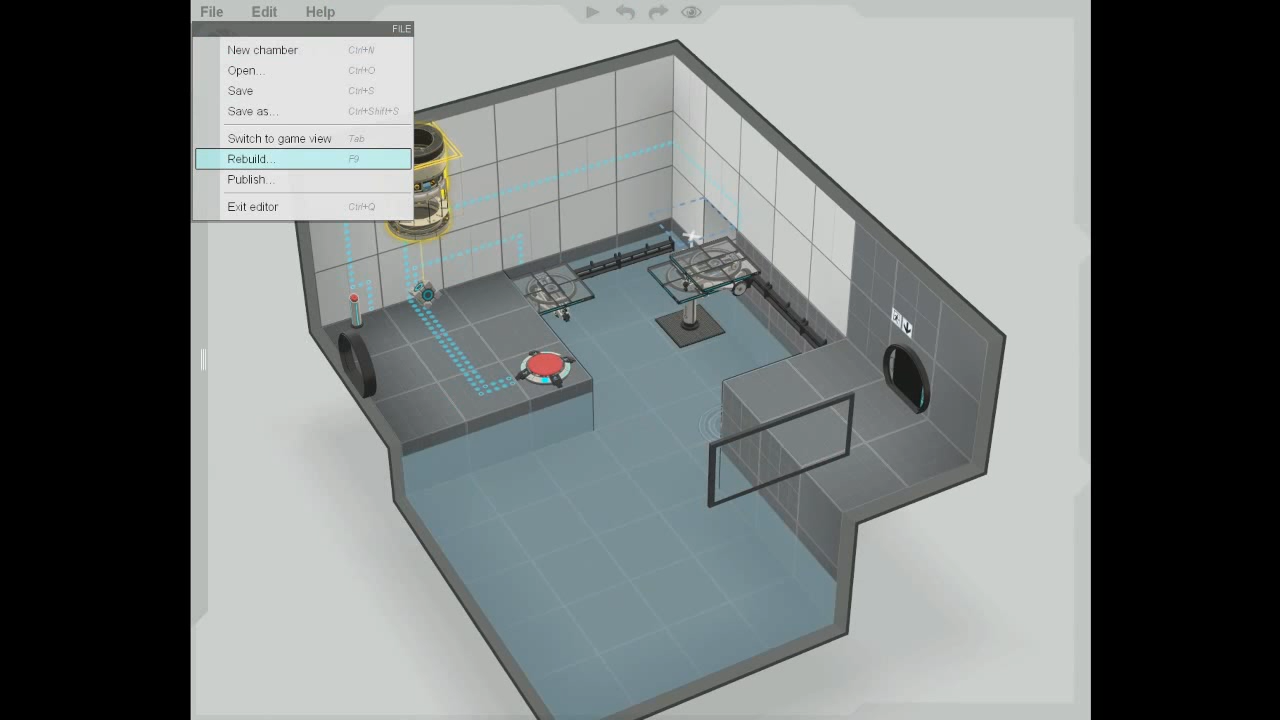 File Edit Help
FILE
New chamber Ctrl+N
Open... Ctrl+O
Save Ctrl+S
Save as... Ctrl+Shift+S
Switch to game view Tab
Rebuild... F9
Publish...
Exit editor Ctrl+Q